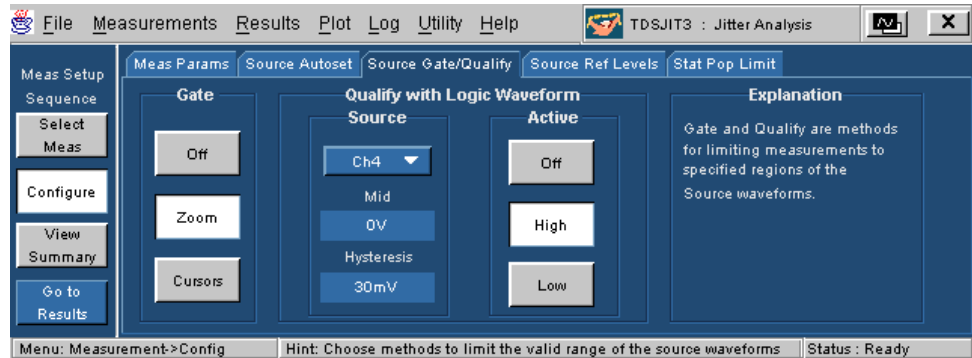 File Measurements Results Plot Log Utility Help TDSJIT3 : Jitter Analysis X
Meas Setup
Sequence
Select
Meas
Configure
View
Summary
Go to
Results
Meas Params Source Autoset Source Gate/Qualify Source Ref Levels Stat Pop Limit
Gate
Off
Zoom
Cursors
Qualify with Logic Waveform
Source
Ch4
Mid
0V
Hysteresis
30mV
Active
Off
High
Low
Explanation
Gate and Qualify are methods
for limiting measurements to
specified regions of the
Source waveforms.
Menu: Measurement->Config Hint: Choose methods to limit the valid range of the source waveforms Status : Ready